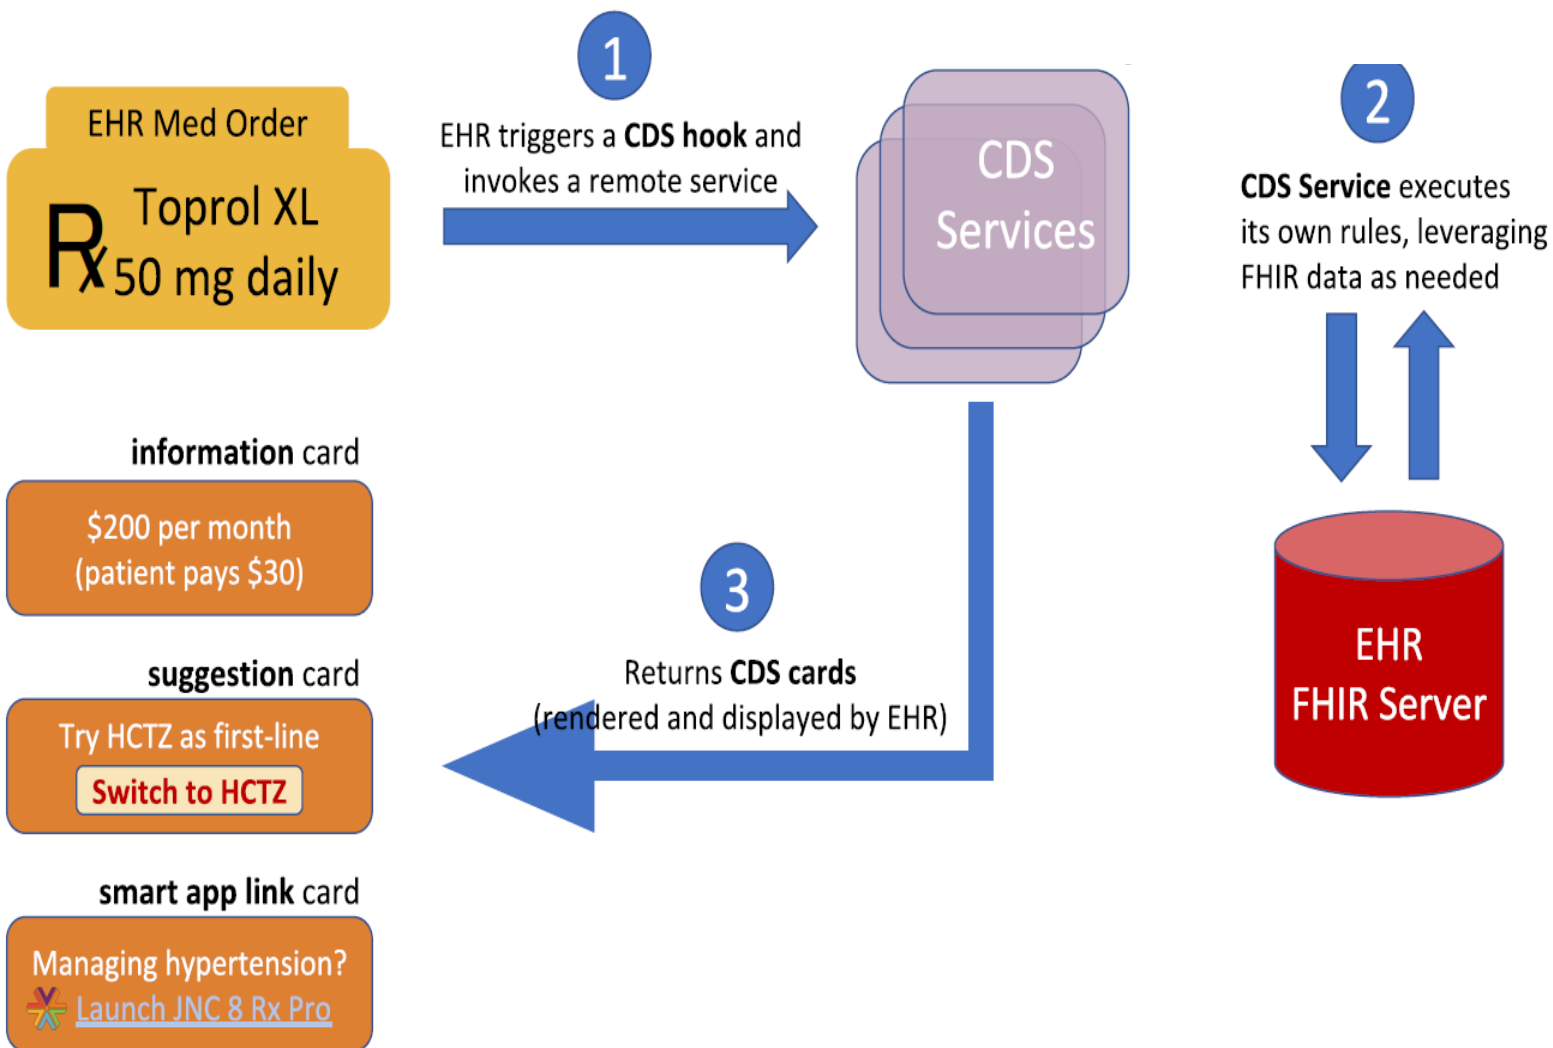 EHR Med Order
Rx
Toprol XL
50 mg daily
1
EHR triggers a CDS hook and
invokes a remote service
CDS
Services
2
CDS Service executes
its own rules, leveraging
FHIR data as needed
EHR
FHIR Server
3
Returns CDS cards
(rendered and displayed by EHR)
information card
$200 per month
(patient pays $30)
suggestion card
Try HCTZ as first-line
Switch to HCTZ
smart app link card
Managing hypertension?
Launch JNC 8 Rx Pro